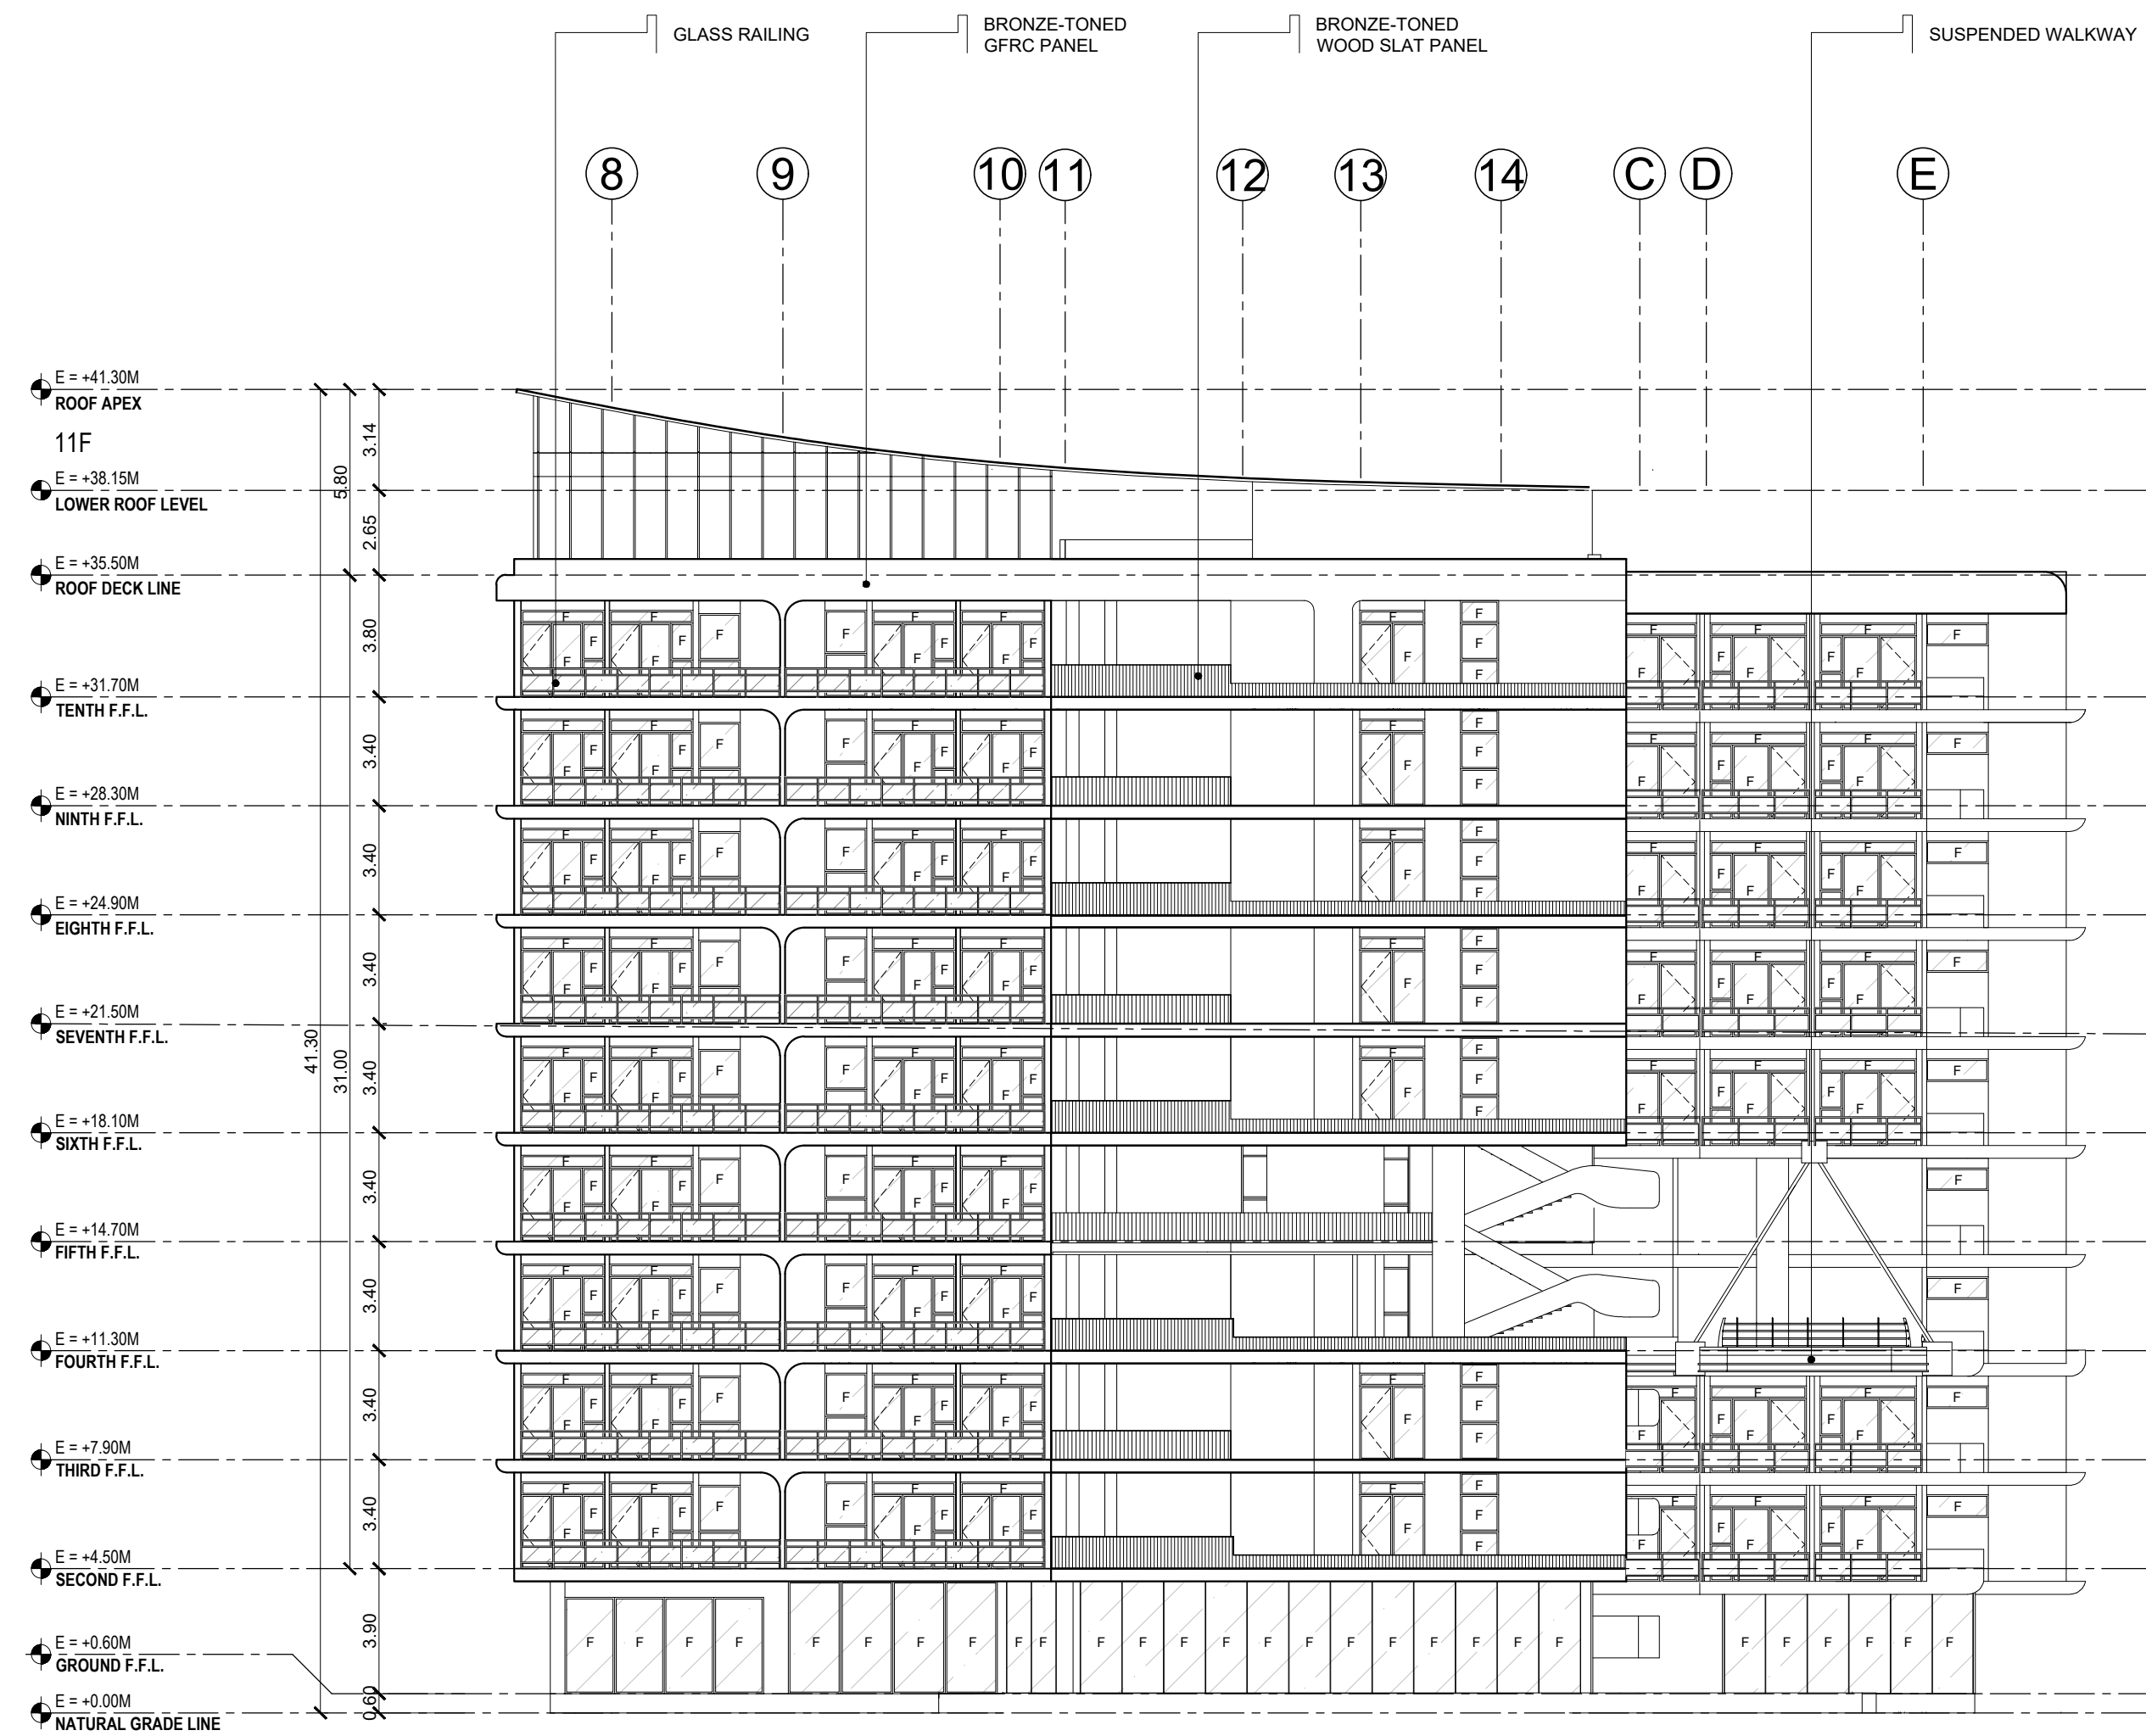 GLASS RAILING
BRONZE-TONED
GFRC PANEL
BRONZE-TONED
WOOD SLAT PANEL
SUSPENDED WALKWAY
8 9 10 11 12 13 14 C D E
E = +41.30M
ROOF APEX
11F
3.14
5.80
E = +38.15M
LOWER ROOF LEVEL
2.65
E = +35.50M
ROOF DECK LINE
3.80
F F F F F F F
F F F F F F F F
F F F F F F F F F F
E = +31.70M
TENTH F.F.L.
3.40
E = +28.30M
NINTH F.F.L.
3.40
E = +24.90M
EIGHTH F.F.L.
3.40
E = +21.50M
SEVENTH F.F.L.
41.30
31.00
3.40
E = +18.10M
SIXTH F.F.L.
3.40
E = +14.70M
FIFTH F.F.L.
3.40
E = +11.30M
FOURTH F.F.L.
3.40
E = +7.90M
THIRD F.F.L.
3.40
E = +4.50M
SECOND F.F.L.
3.90
F F F F F F F F F F F F F F F F F F F F F F F F F F F F
E = +0.60M
GROUND F.F.L.
0.60
E = +0.00M
NATURAL GRADE LINE